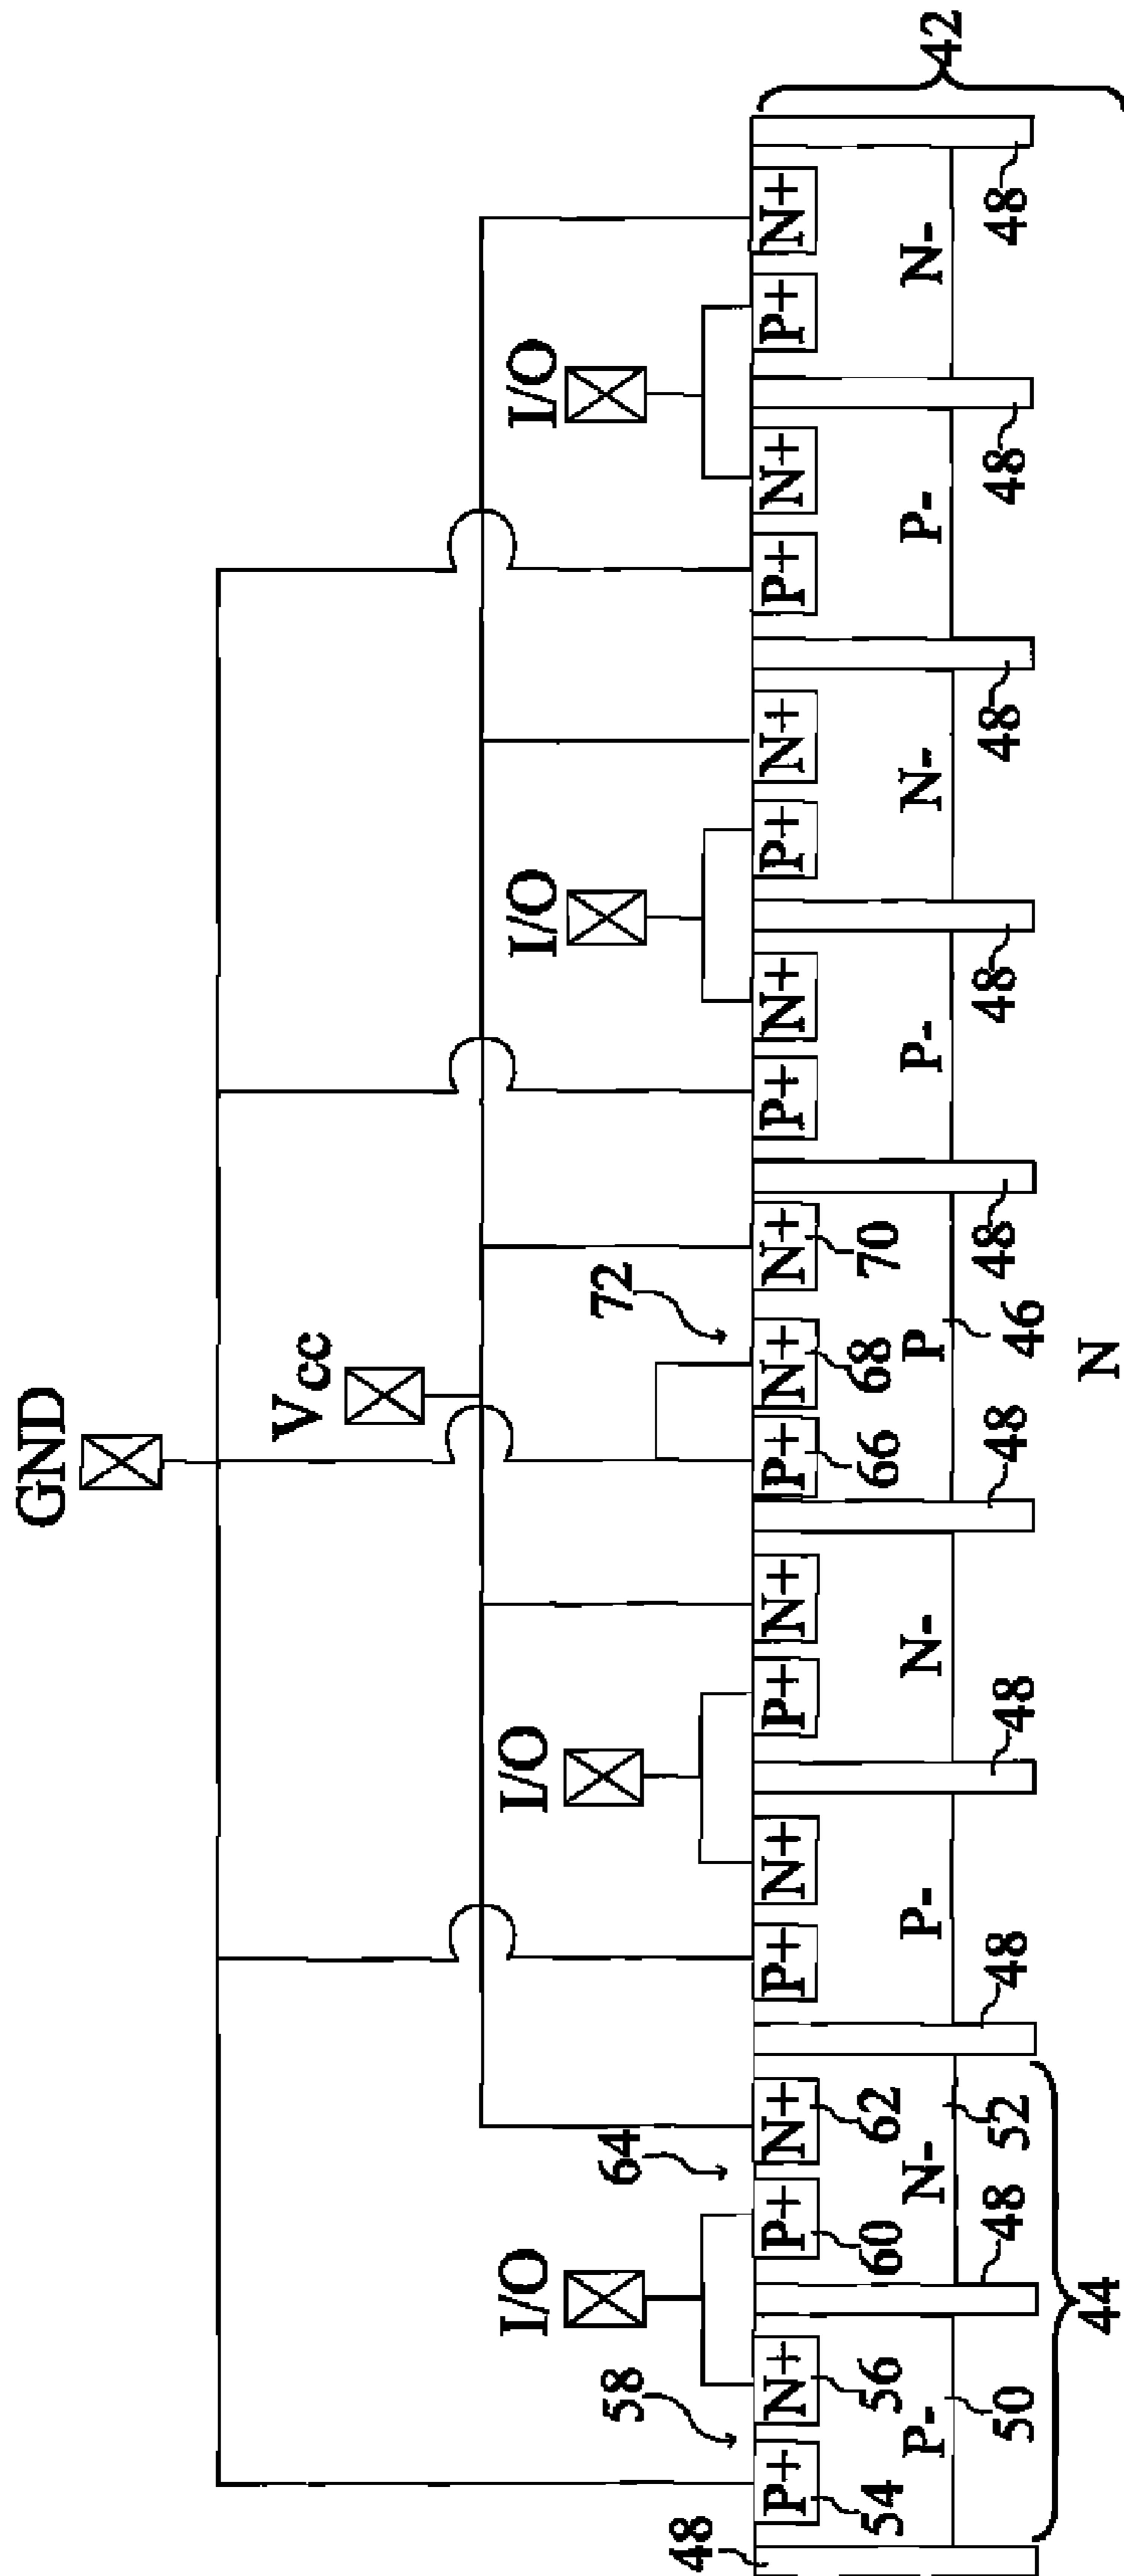 GND
Vcc
I/O I/O I/O I/O
58 64 72
48
P+ N+ P+ N+ P+ N+ P+ N+ P+ N+ N+ P+ N+ P+ N+ P+ N+ P+ N+
54 56 60 62 66 68 70
P- N- P- N- P P- N- P- N-
42
50 48 52 48 48 48 46 48 48 48 48 48
44
N